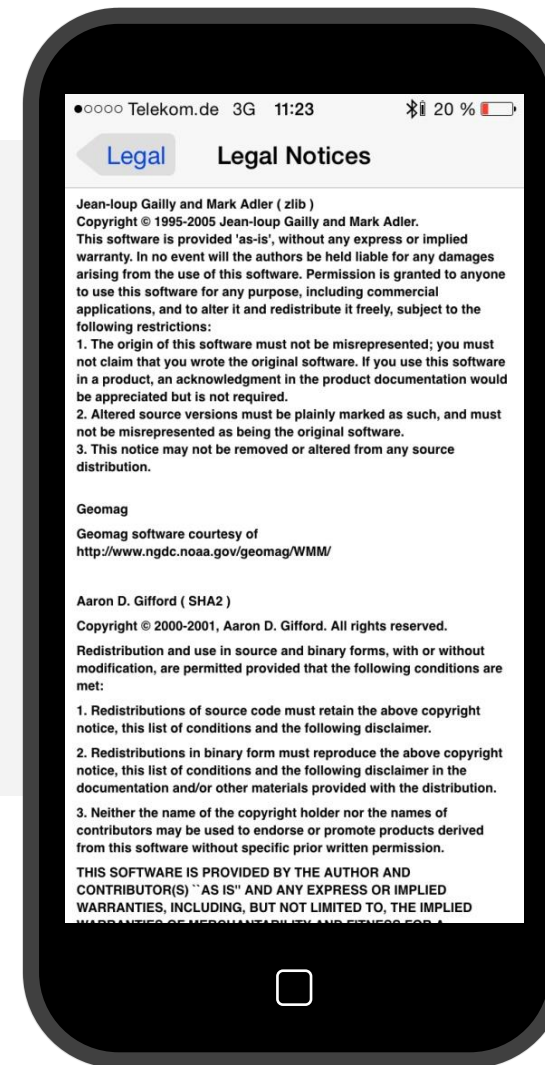 ●○○○○ Telekom.de 3G 11:23 20 %
Legal Legal Notices
Jean-loup Gailly and Mark Adler ( zlib )
Copyright © 1995-2005 Jean-loup Gailly and Mark Adler.
This software is provided 'as-is', without any express or implied
warranty. In no event will the authors be held liable for any damages
arising from the use of this software. Permission is granted to anyone
to use this software for any purpose, including commercial
applications, and to alter it and redistribute it freely, subject to the
following restrictions:
1. The origin of this software must not be misrepresented; you must
not claim that you wrote the original software. If you use this software
in a product, an acknowledgment in the product documentation would
be appreciated but is not required.
2. Altered source versions must be plainly marked as such, and must
not be misrepresented as being the original software.
3. This notice may not be removed or altered from any source
distribution.
Geomag
Geomag software courtesy of
http://www.ngdc.noaa.gov/geomag/WMM/
Aaron D. Gifford ( SHA2 )
Copyright © 2000-2001, Aaron D. Gifford. All rights reserved.
Redistribution and use in source and binary forms, with or without
modification, are permitted provided that the following conditions are
met:
1. Redistributions of source code must retain the above copyright
notice, this list of conditions and the following disclaimer.
2. Redistributions in binary form must reproduce the above copyright
notice, this list of conditions and the following disclaimer in the
documentation and/or other materials provided with the distribution.
3. Neither the name of the copyright holder nor the names of
contributors may be used to endorse or promote products derived
from this software without specific prior written permission.
THIS SOFTWARE IS PROVIDED BY THE AUTHOR AND
CONTRIBUTOR(S) ``AS IS'' AND ANY EXPRESS OR IMPLIED
WARRANTIES, INCLUDING, BUT NOT LIMITED TO, THE IMPLIED
WARRANTIES OF MERCHANTABILITY AND FITNESS FOR A